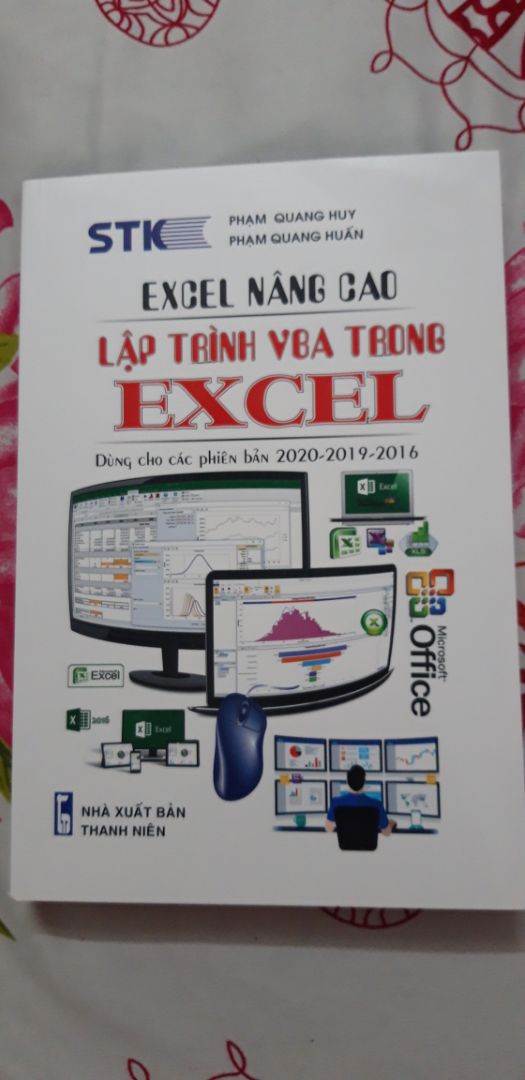 STK
PHẠM QUANG HUY
PHẠM QUANG HUẤN
EXCEL NÂNG CAO
LẬP TRÌNH VBA TRONG
EXCEL
Dùng cho các phiên bản 2020-2019-2016
Excel
XLS
Microsoft
Office
Excel
2016
Excel
NHÀ XUẤT BẢN
THANH NIÊN